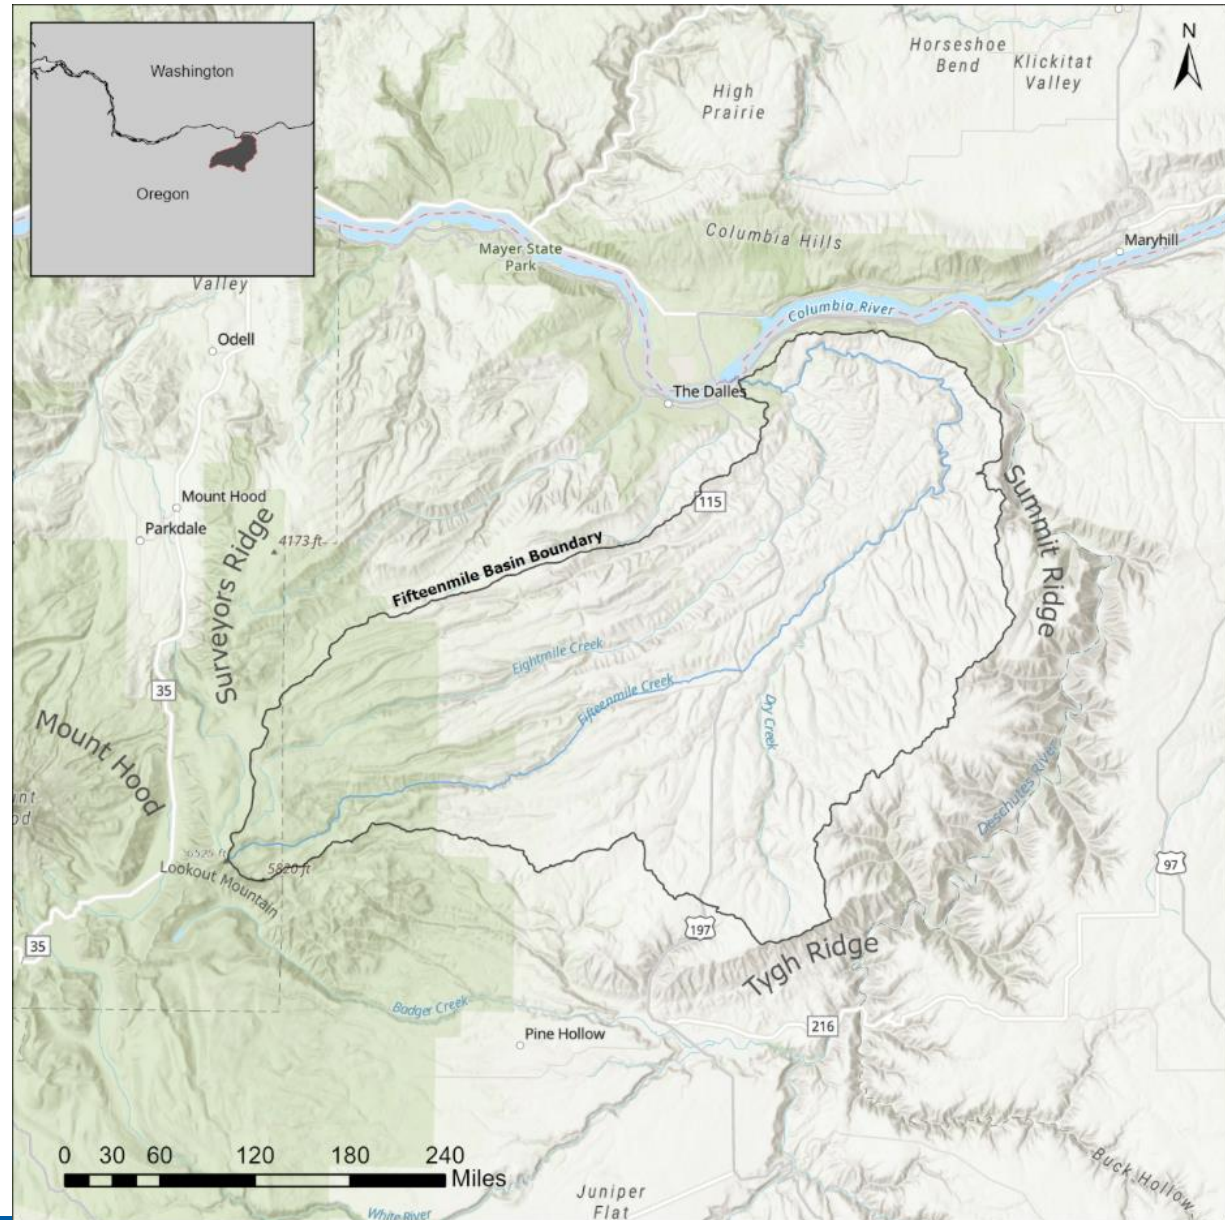 Washington
Oregon
N
Horseshoe
Bend
Klickitat
Valley
High
Prairie
Columbia Hills
Maryhill
Mayer State
Park
Columbia River
Valley
Odell
The Dalles
Mount Hood
Parkdale
4173 ft
115
Summit Ridge
Surveyors Ridge
Fifteenmile Basin Boundary
35
Eightmile Creek
Fifteenmile Creek
Dry Creek
Mount Hood
Deschutes River
6525 ft
5820 ft
Lookout Mountain
97
35
197
Tygh Ridge
Badger Creek
Pine Hollow
216
0 30 60 120 180 240
Miles
Buck Hollow
Juniper
Flat
White River